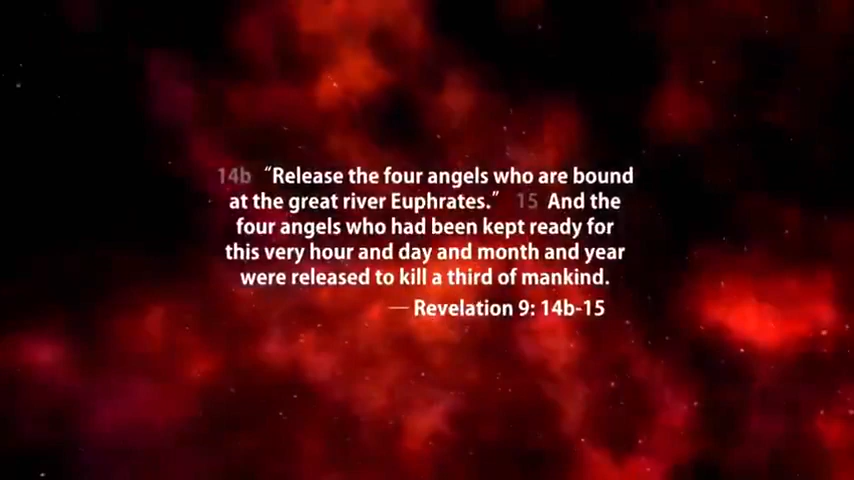 14b “Release the four angels who are bound
at the great river Euphrates.” 15 And the
four angels who had been kept ready for
this very hour and day and month and year
were released to kill a third of mankind.
— Revelation 9: 14b-15